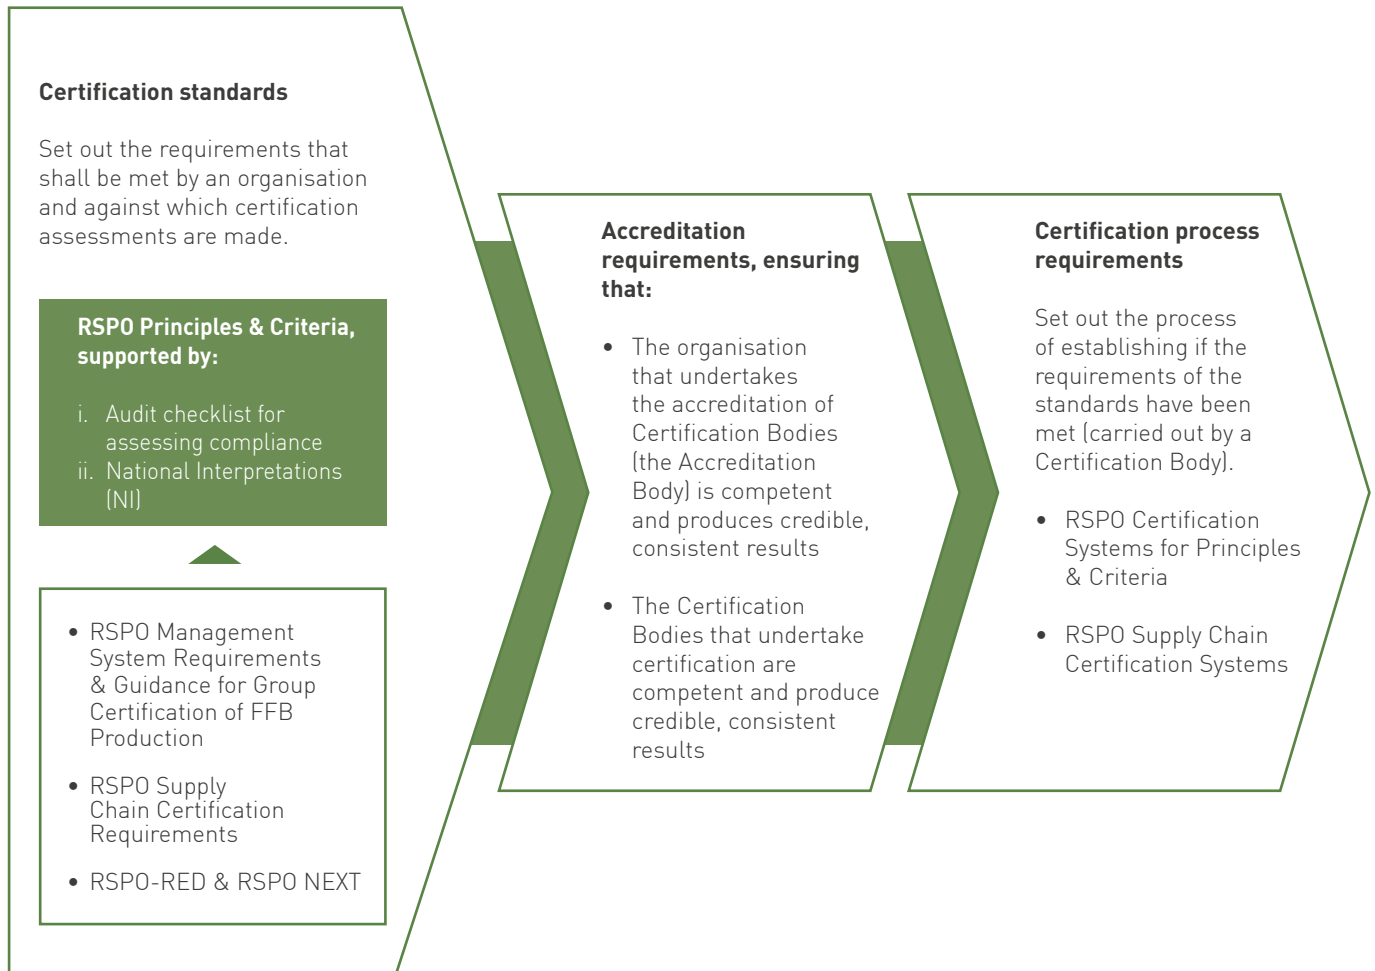 Certification standards
Set out the requirements that
shall be met by an organisation
and against which certification
assessments are made.
RSPO Principles & Criteria,
supported by:
i. Audit checklist for
assessing compliance
ii. National Interpretations
(NI)
• RSPO Management
System Requirements
& Guidance for Group
Certification of FFB
Production
• RSPO Supply
Chain Certification
Requirements
• RSPO-RED & RSPO NEXT
Accreditation
requirements, ensuring
that:
• The organisation
that undertakes
the accreditation of
Certification Bodies
(the Accreditation
Body) is competent
and produces credible,
consistent results
• The Certification
Bodies that undertake
certification are
competent and produce
credible, consistent
results
Certification process
requirements
Set out the process
of establishing if the
requirements of the
standards have been
met (carried out by a
Certification Body).
• RSPO Certification
Systems for Principles
& Criteria
• RSPO Supply Chain
Certification Systems